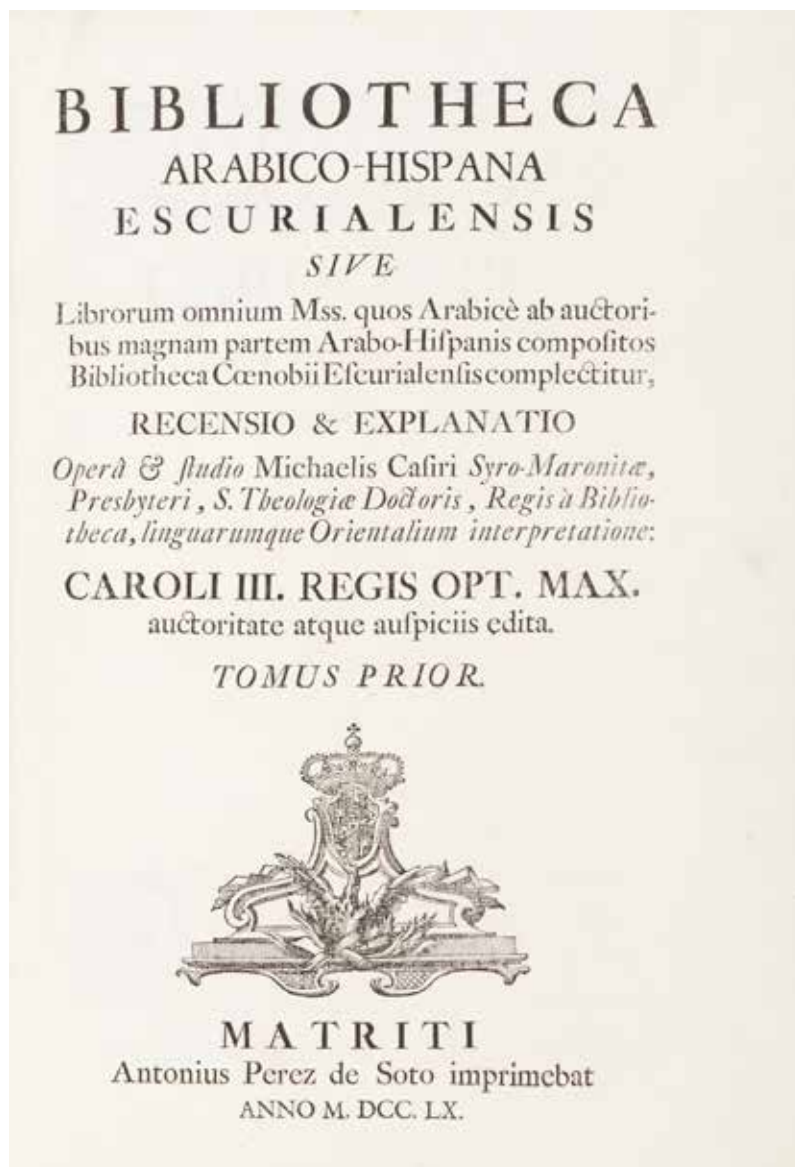 BIBLIOTHECA
ARABICO-HISPANA
ESCURIALENSIS
SIVE
Librorum omnium Mss. quos Arabicè ab auctori-
bus magnam partem Arabo-Hiſpanis compoſitos
Bibliotheca Cœnobii Eſcurialenſis complectitur,
RECENSIO & EXPLANATIO
Operâ & ſtudio Michaelis Caſiri Syro-Maronitæ,
Presbyteri, S. Theologiæ Doctoris, Regis à Biblio-
theca, linguarumque Orientalium interpretatione:
CAROLI III. REGIS OPT. MAX.
auctoritate atque auſpiciis edita.
TOMUS PRIOR.
MATRITI
Antonius Perez de Soto imprimebat
ANNO M. DCC. LX.